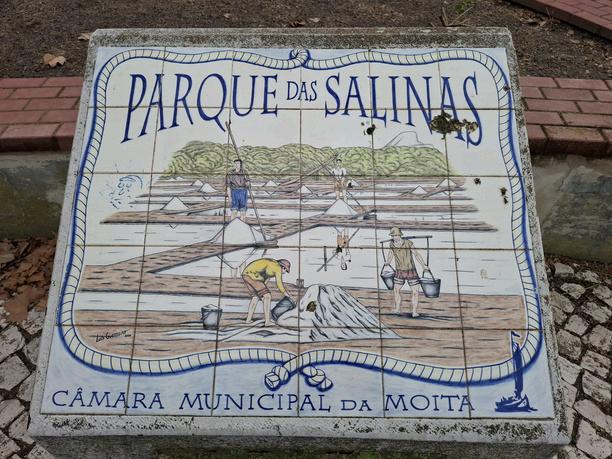 PARQUE DAS SALINAS
CÂMARA MUNICIPAL DA MOITA